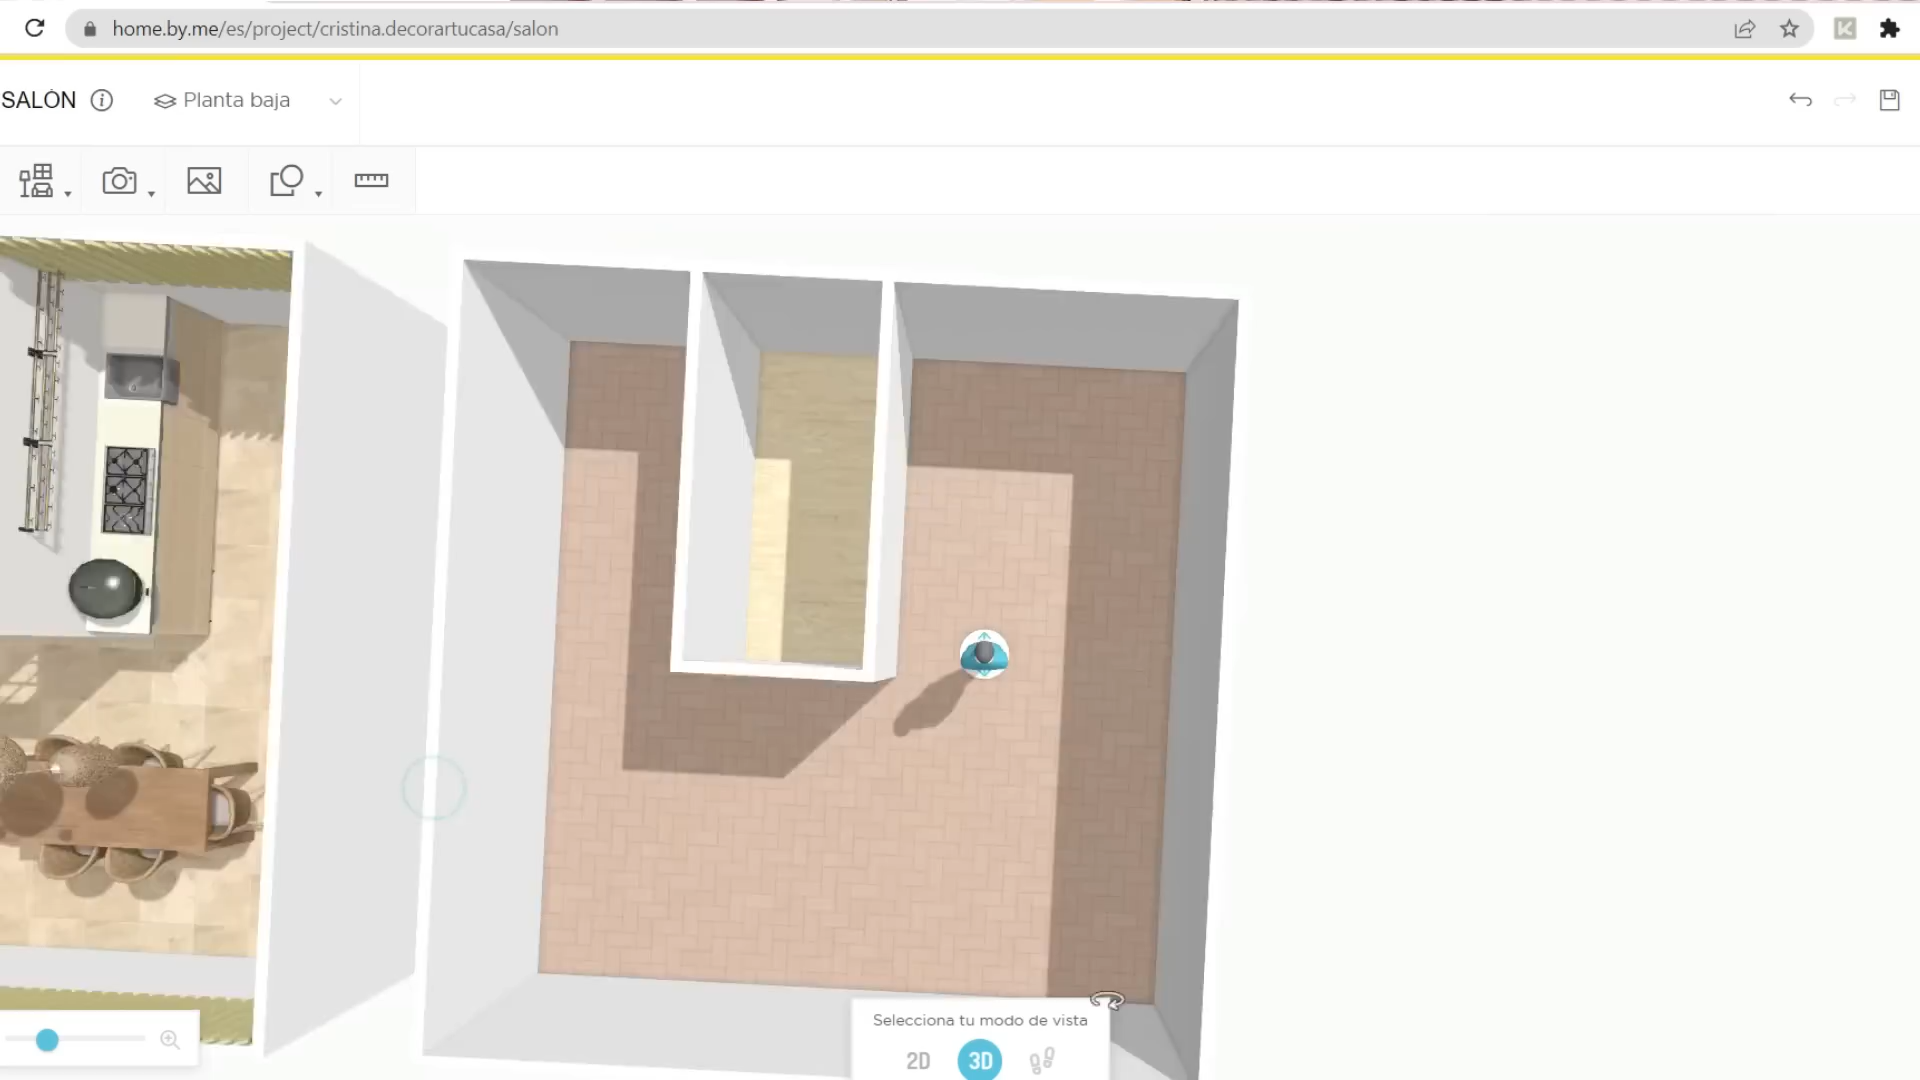 home.by.me/es/project/cristina.decorartucasa/salon
SALÓN
Planta baja
Selecciona tu modo de vista
2D
3D